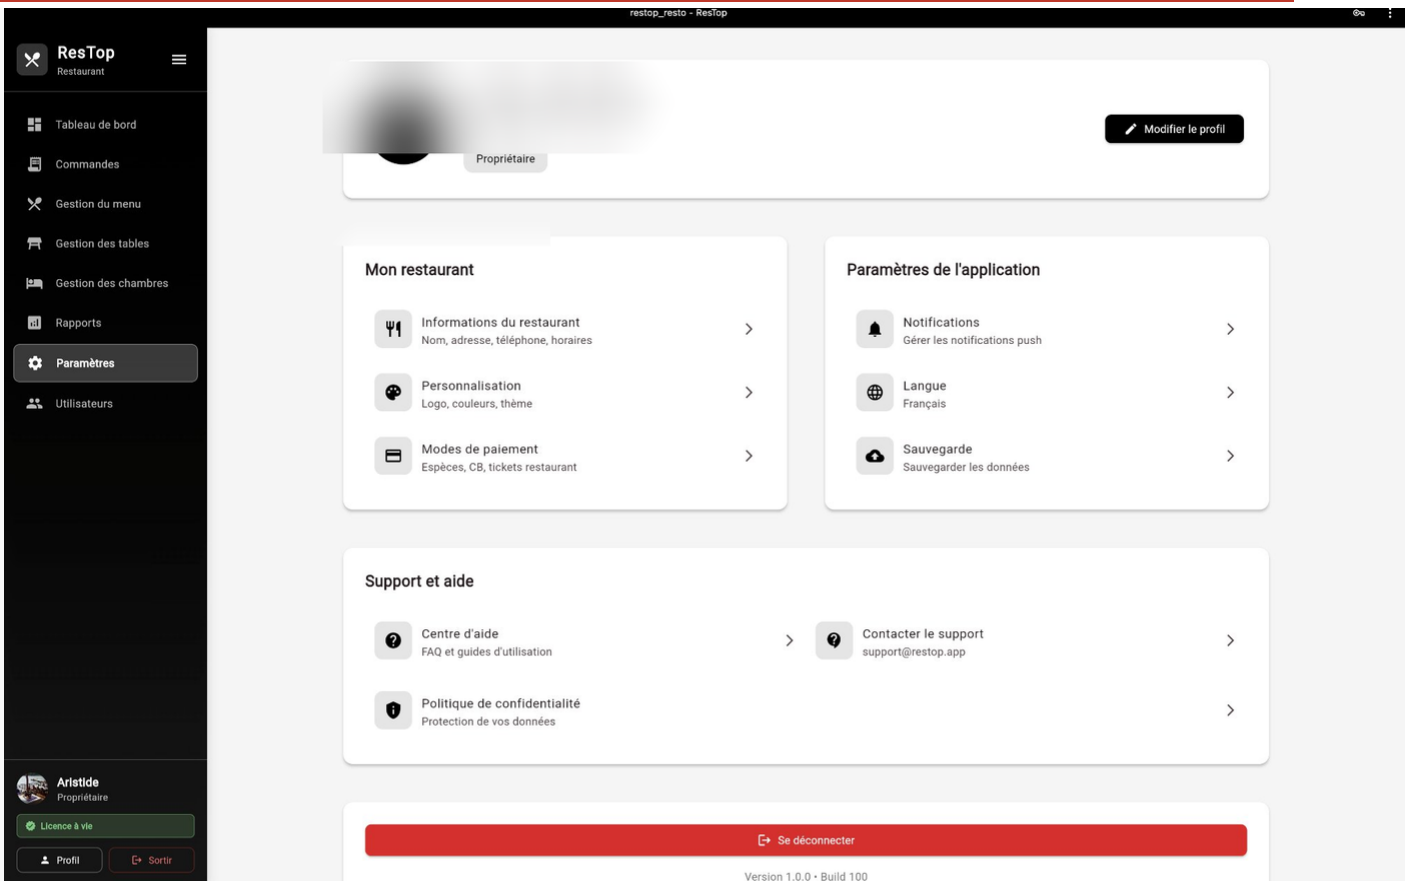 restop_resto - ResTop
ResTop
Restaurant
Tableau de bord
Commandes
Gestion du menu
Gestion des tables
Gestion des chambres
Rapports
Paramètres
Utilisateurs
Aristide
Propriétaire
Licence à vie
Profil
Sortir
Propriétaire
Modifier le profil
Mon restaurant
Informations du restaurant
Nom, adresse, téléphone, horaires
Personnalisation
Logo, couleurs, thème
Modes de paiement
Espèces, CB, tickets restaurant
Paramètres de l'application
Notifications
Gérer les notifications push
Langue
Français
Sauvegarde
Sauvegarder les données
Support et aide
Centre d'aide
FAQ et guides d'utilisation
Contacter le support
support@restop.app
Politique de confidentialité
Protection de vos données
Se déconnecter
Version 1.0.0 • Build 100